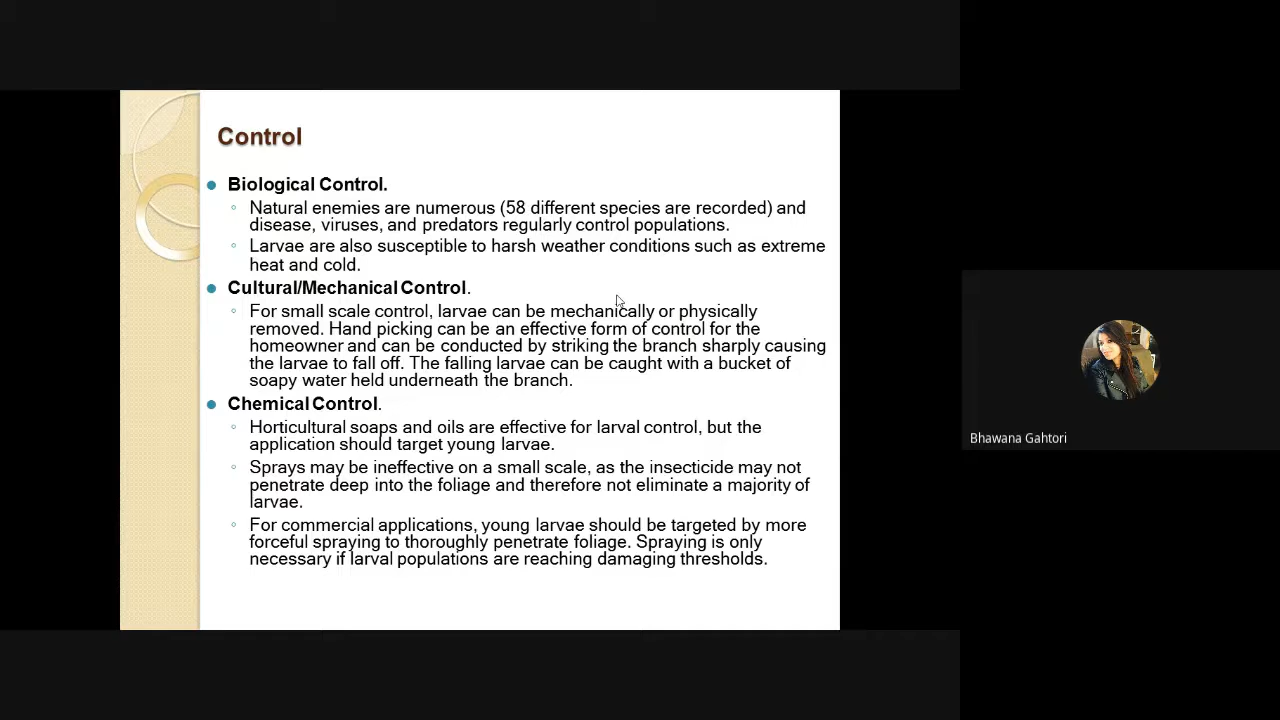 Control
Biological Control.
Natural enemies are numerous (58 different species are recorded) and
disease, viruses, and predators regularly control populations.
Larvae are also susceptible to harsh weather conditions such as extreme
heat and cold.
Cultural/Mechanical Control.
For small scale control, larvae can be mechanically or physically
removed. Hand picking can be an effective form of control for the
homeowner and can be conducted by striking the branch sharply causing
the larvae to fall off. The falling larvae can be caught with a bucket of
soapy water held underneath the branch.
Chemical Control.
Horticultural soaps and oils are effective for larval control, but the
application should target young larvae.
Sprays may be ineffective on a small scale, as the insecticide may not
penetrate deep into the foliage and therefore not eliminate a majority of
larvae.
For commercial applications, young larvae should be targeted by more
forceful spraying to thoroughly penetrate foliage. Spraying is only
necessary if larval populations are reaching damaging thresholds.
Bhawana Gahtori